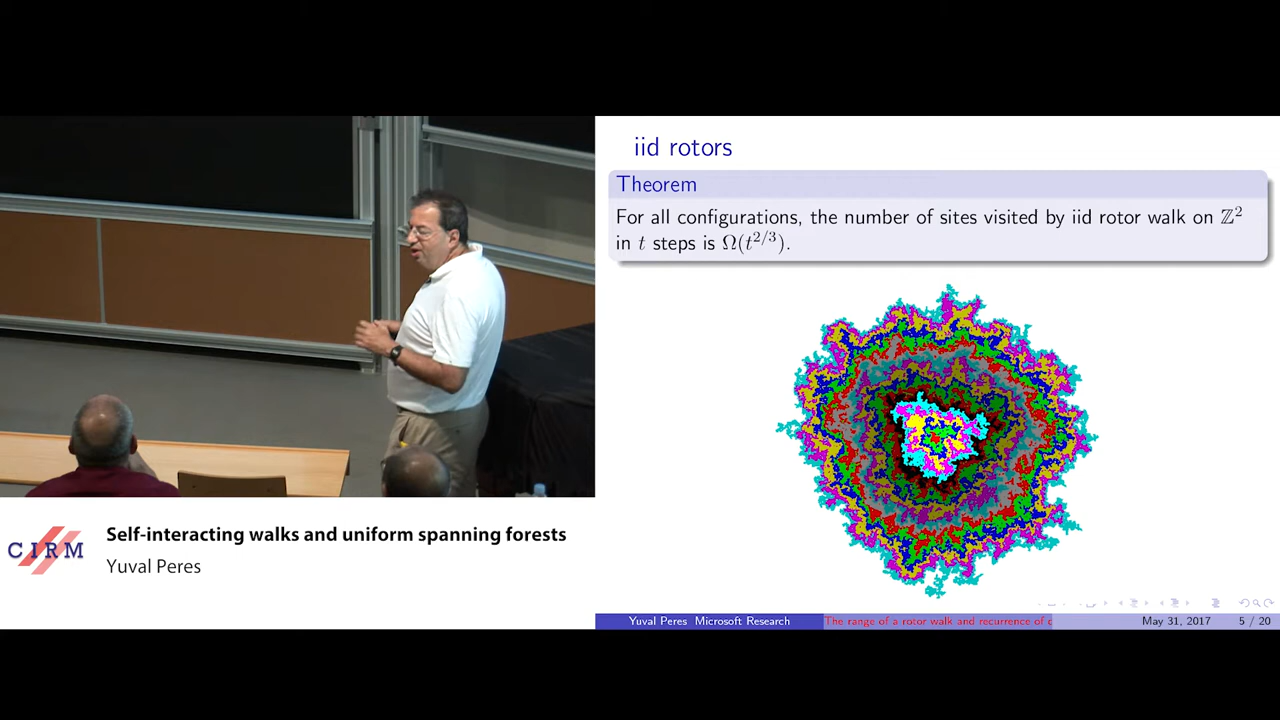 iid rotors
Theorem
For all configurations, the number of sites visited by iid rotor walk on ℤ²
in t steps is Ω(t^{2/3}).
CIRM
Self-interacting walks and uniform spanning forests
Yuval Peres
Yuval Peres Microsoft Research
The range of a rotor walk and recurrence of
May 31, 2017
5 / 20